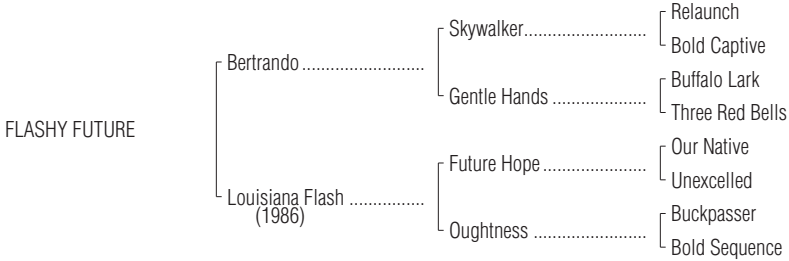 Relaunch
Skywalker..........................
Bold Captive
Bertrando ..........................
Buffalo Lark
Gentle Hands ....................
Three Red Bells
FLASHY FUTURE
Our Native
Future Hope......................
Unexcelled
Louisiana Flash ................
(1986)
Buckpasser
Oughtness ........................
Bold Sequence